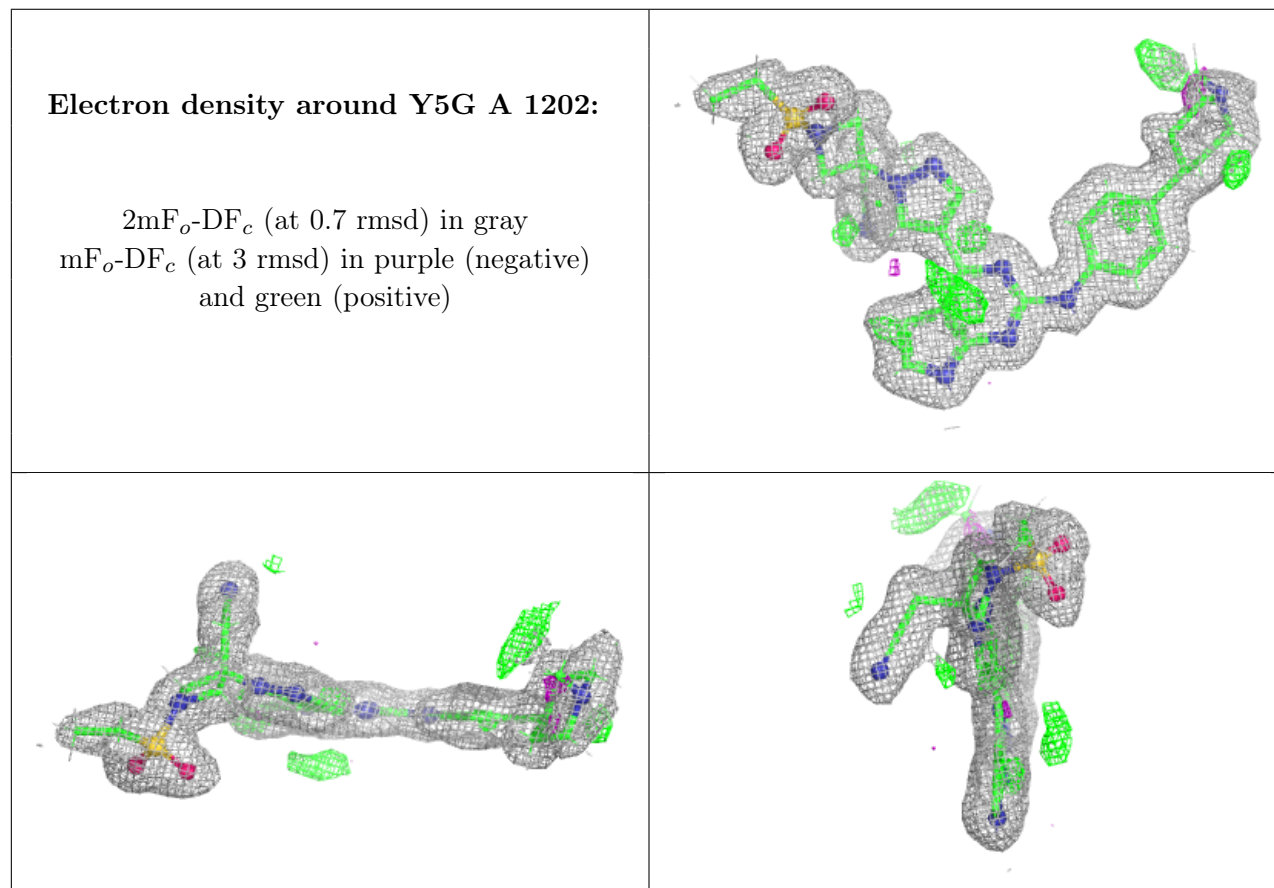 Electron density around Y5G A 1202:
2mFo-DFc (at 0.7 rmsd) in gray
mFo-DFc (at 3 rmsd) in purple (negative)
and green (positive)